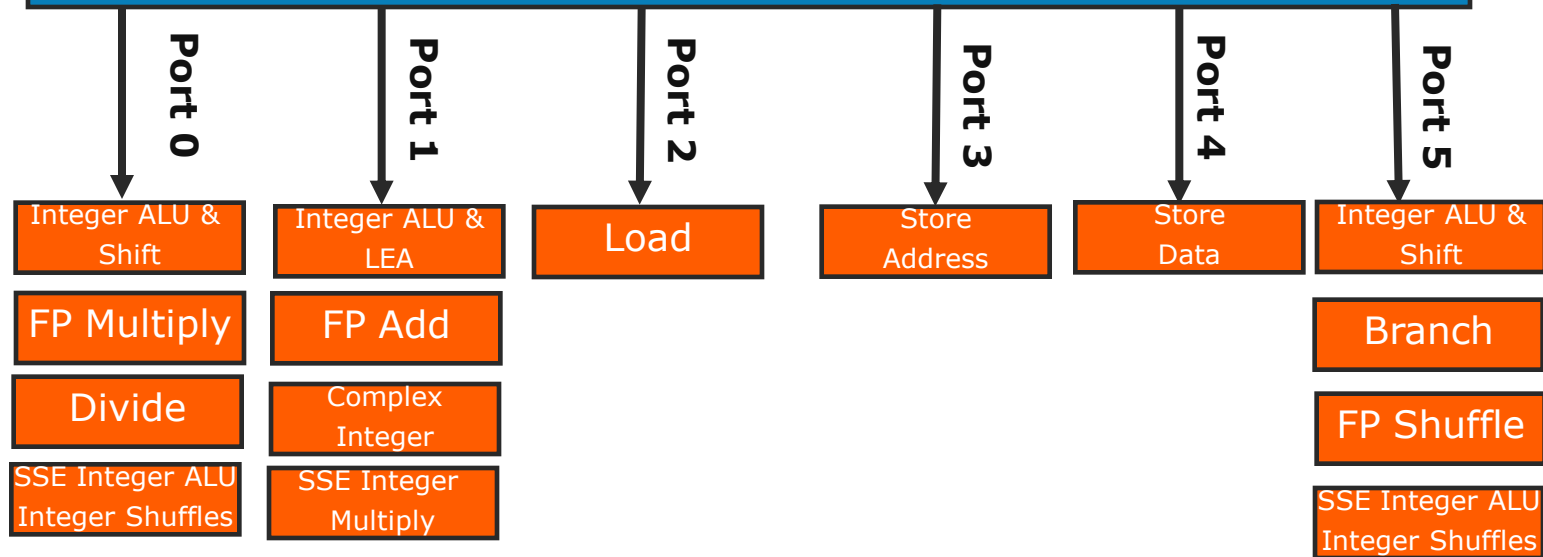 Port 0
Port 1
Port 2
Port 3
Port 4
Port 5
Integer ALU &
Shift
FP Multiply
Divide
SSE Integer ALU
Integer Shuffles
Integer ALU &
LEA
FP Add
Complex
Integer
SSE Integer
Multiply
Load
Store
Address
Store
Data
Integer ALU &
Shift
Branch
FP Shuffle
SSE Integer ALU
Integer Shuffles